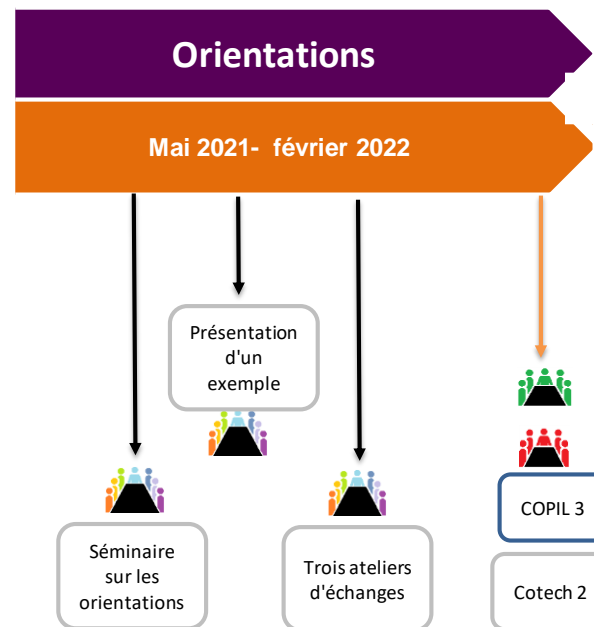 Orientations
Mai 2021- février 2022
Présentation
d'un
exemple
Séminaire
sur les
orientations
Trois ateliers
d'échanges
COPIL 3
Cotech 2